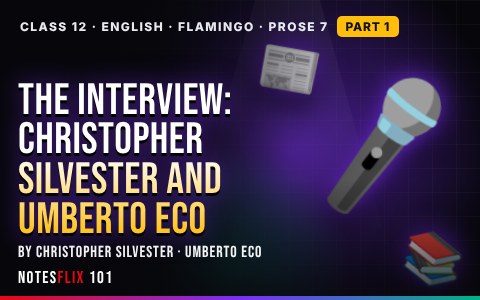 CLASS 12 · ENGLISH · FLAMINGO · PROSE 7 PART 1
THE INTERVIEW:
CHRISTOPHER
SILVESTER AND
UMBERTO ECO
BY CHRISTOPHER SILVESTER · UMBERTO ECO
NOTESFLIX 101